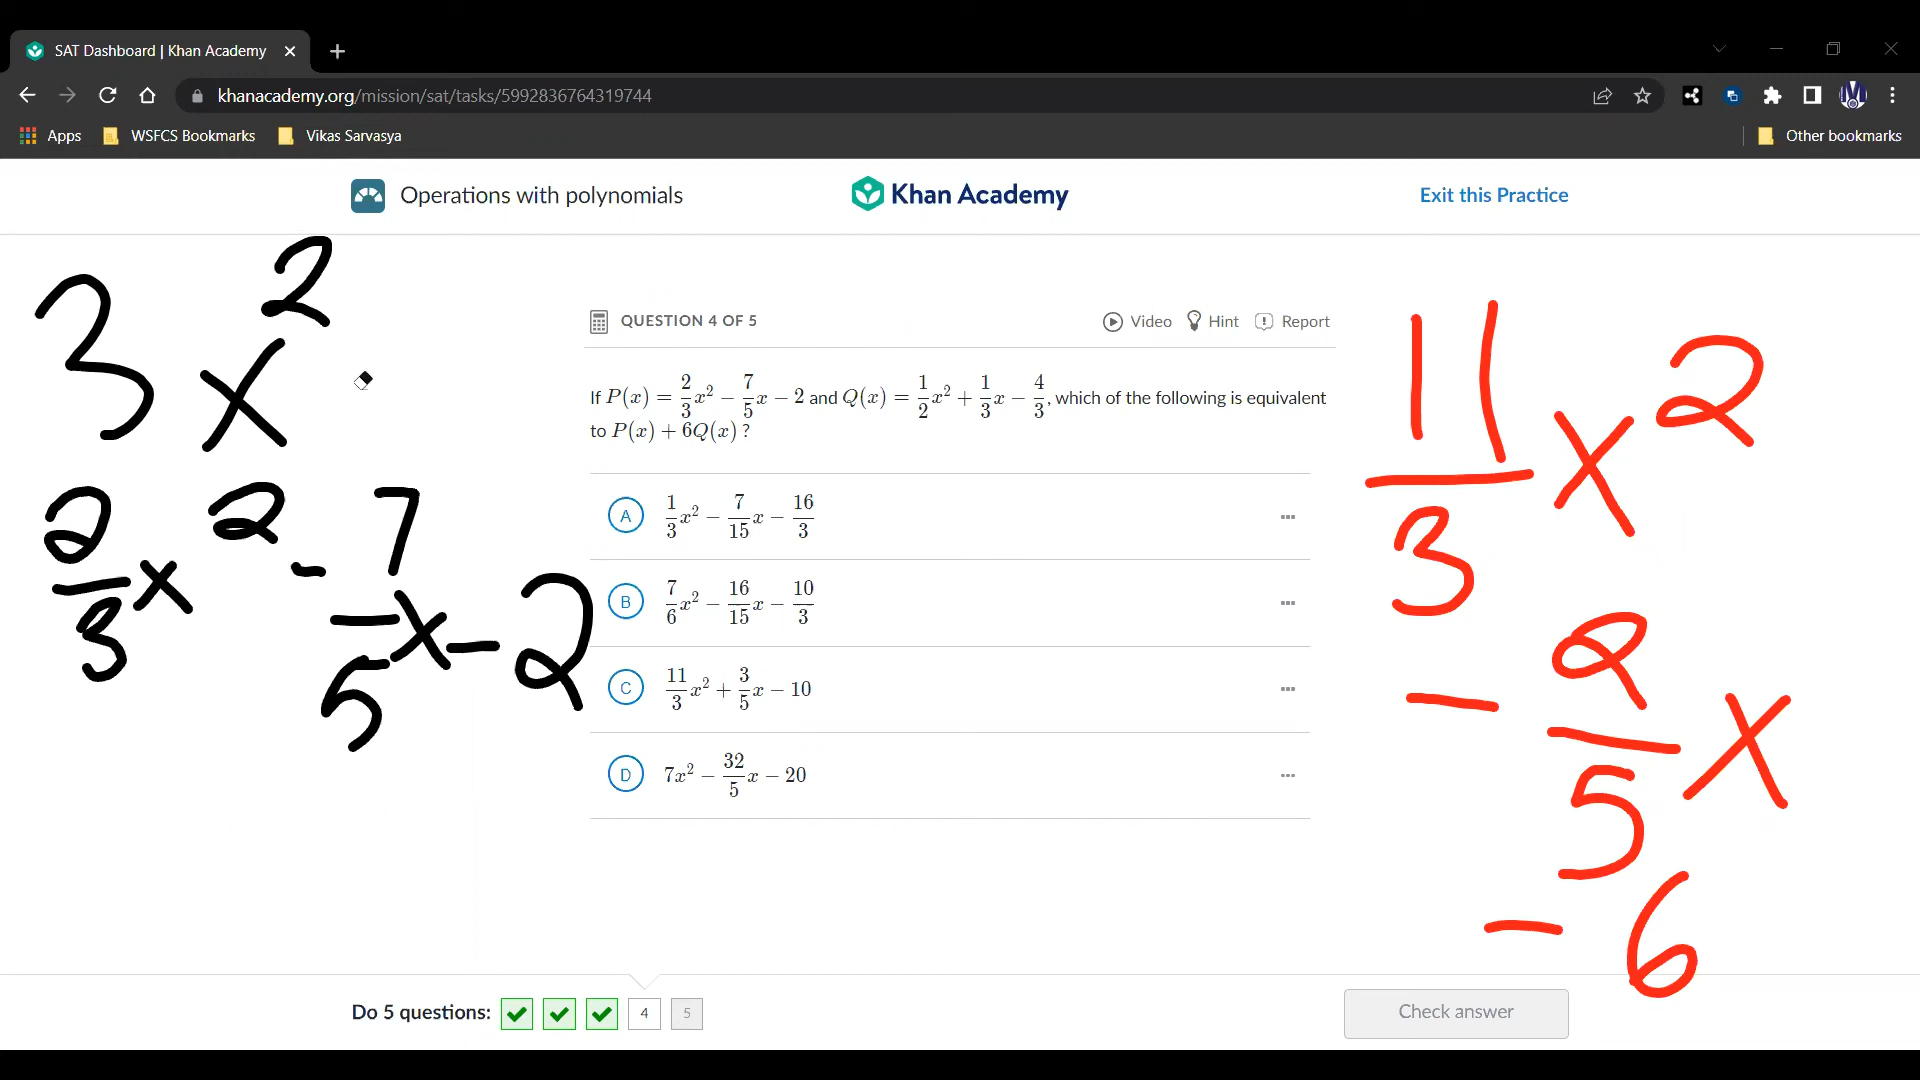 SAT Dashboard | Khan Academy
khanacademy.org/mission/sat/tasks/5992836764319744
Apps WSFCS Bookmarks Vikas Sarvasya Other bookmarks
Operations with polynomials Khan Academy Exit this Practice
QUESTION 4 OF 5 Video Hint Report
If P(x) = 2/3 x² − 7/5 x − 2 and Q(x) = 1/2 x² + 1/3 x − 4/3, which of the following is equivalent
to P(x) + 6Q(x) ?
A 1/3 x² − 7/15 x − 16/3
B 7/6 x² − 16/15 x − 10/3
C 11/3 x² + 3/5 x − 10
D 7x² − 32/5 x − 20
3x²
2/3 x² - 7/5 x - 2
11/3 x²
- 2/5 x
- 6
Do 5 questions: 4 5 Check answer